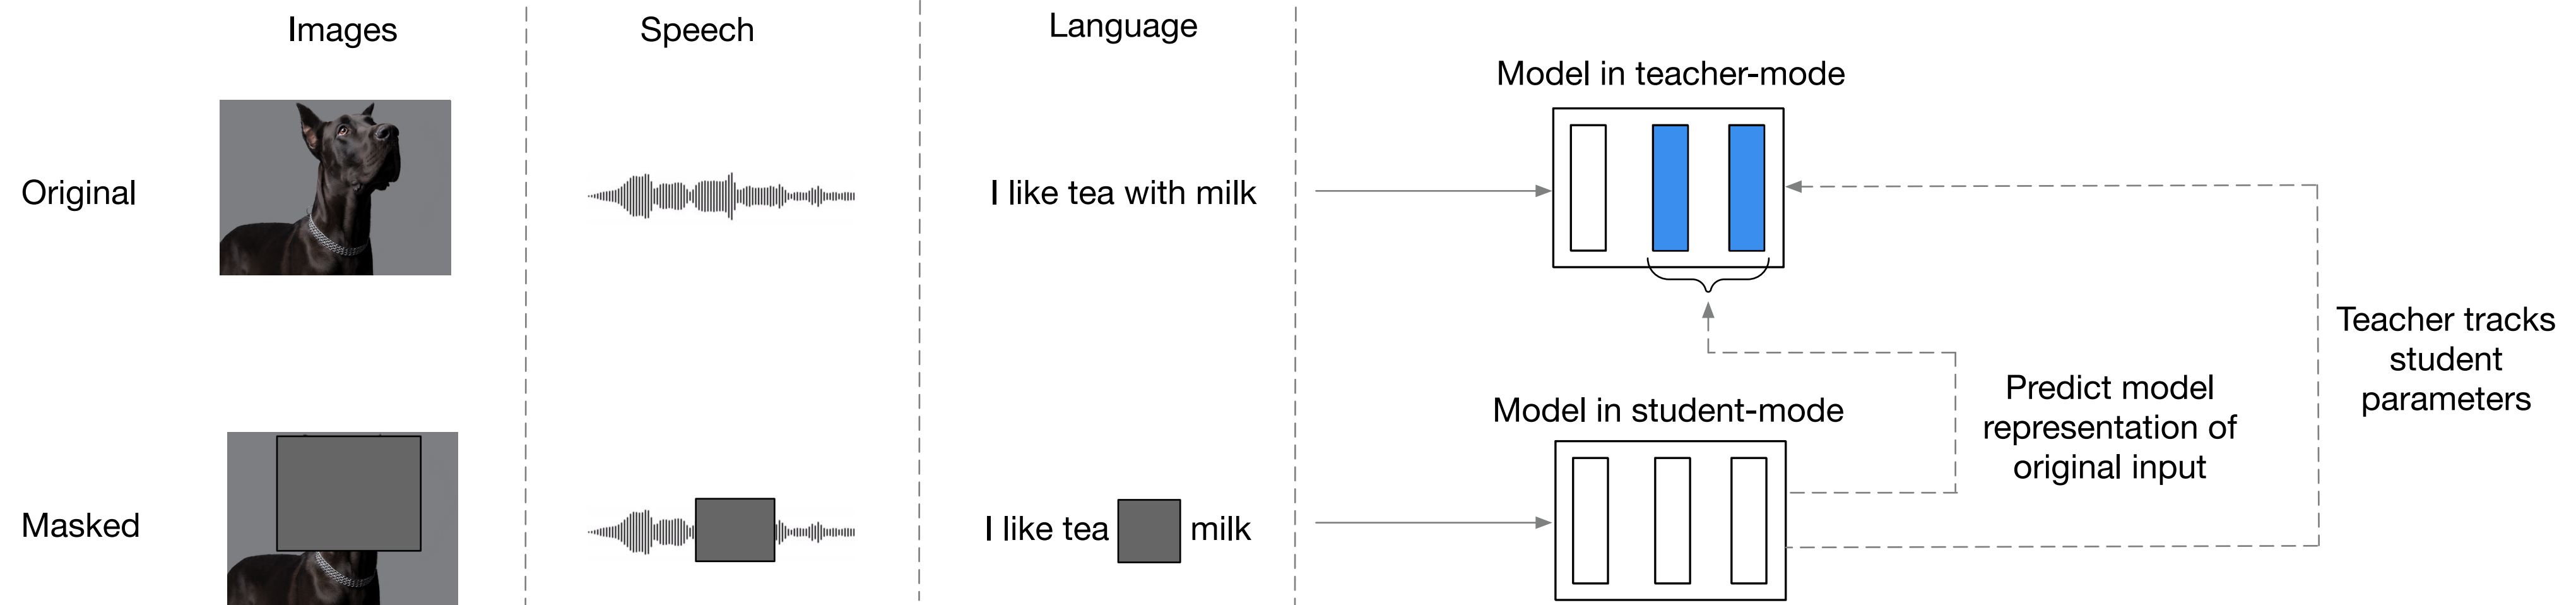 Images
Speech
Language
Model in teacher-mode
Original
I like tea with milk
Teacher tracks
student
parameters
Predict model
representation of
original input
Model in student-mode
Masked
I like tea milk